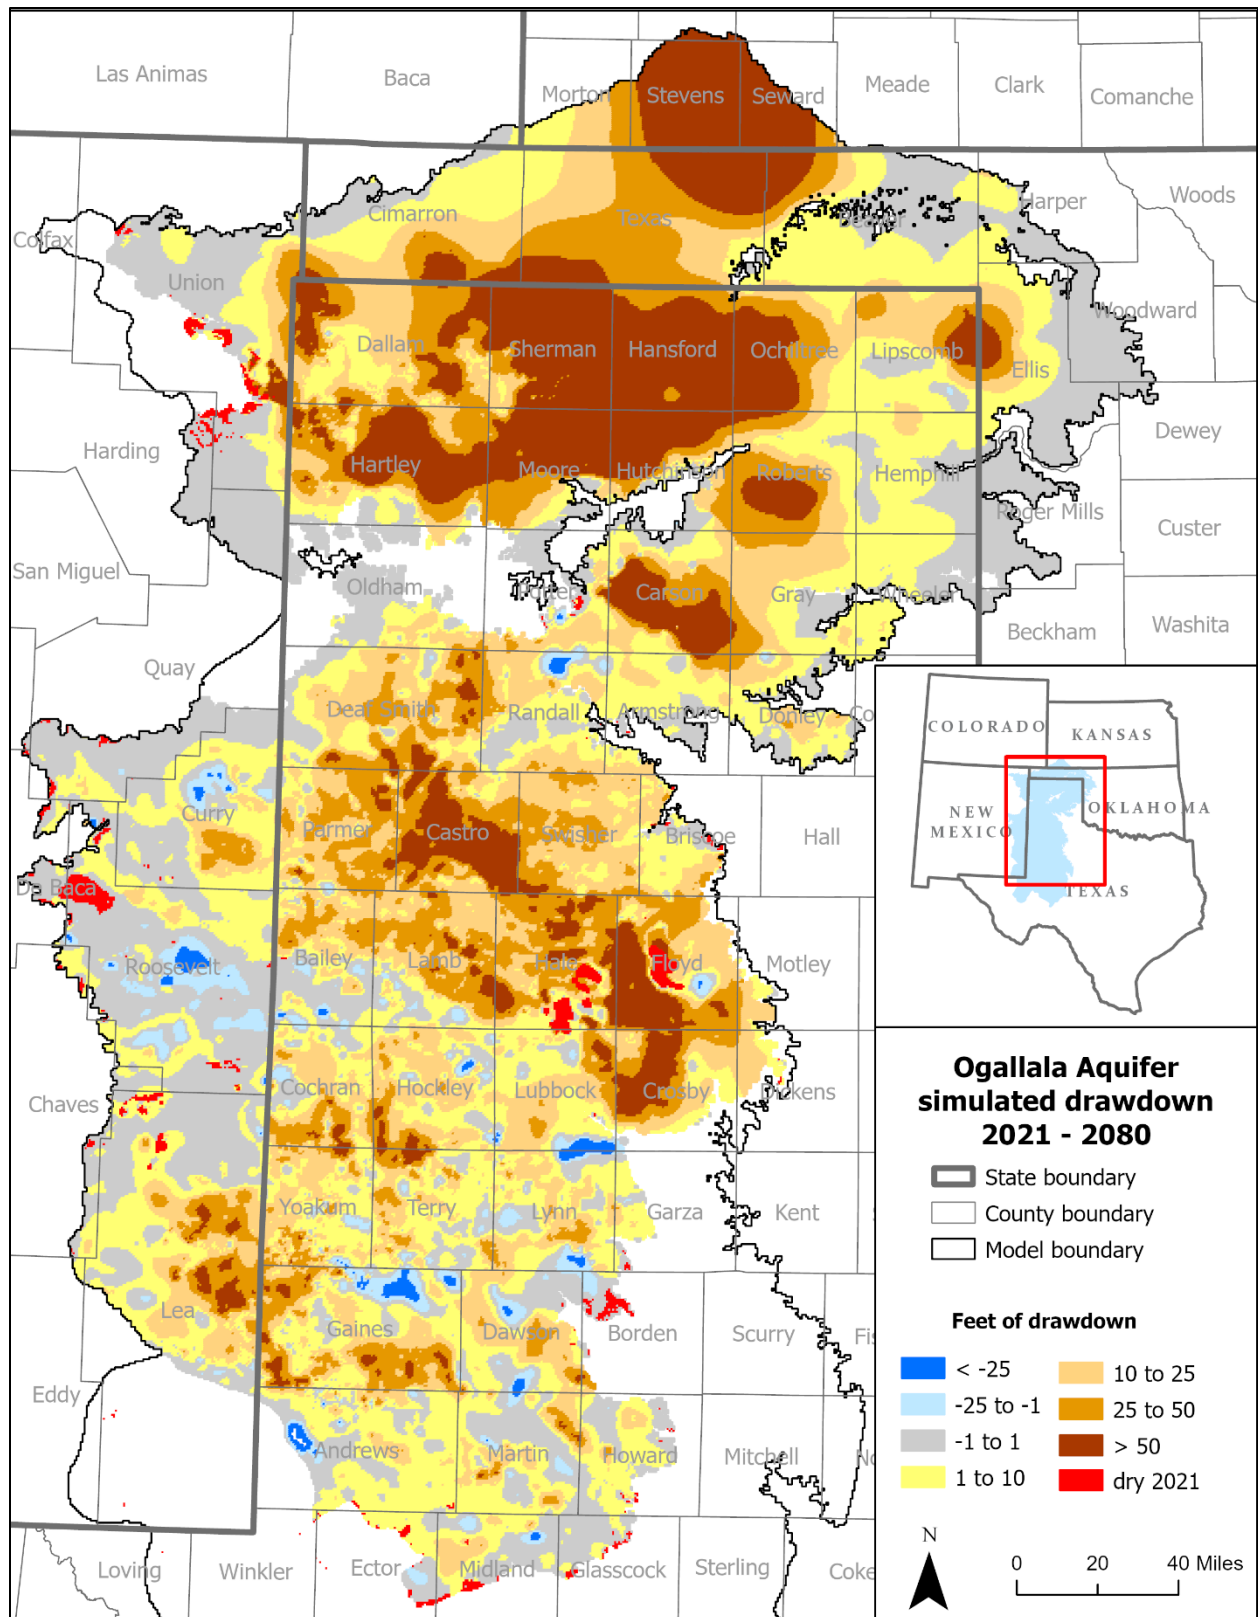 Las Animas
Baca
Morton
Stevens
Seward
Meade
Clark
Comanche
Colfax
Union
Cimarron
Texas
Beaver
Harper
Woods
Woodward
Dallam
Sherman
Hansford
Ochiltree
Lipscomb
Ellis
Harding
Hartley
Moore
Hutchinson
Roberts
Hemphill
Roger Mills
Dewey
Custer
San Miguel
Oldham
Potter
Carson
Gray
Wheeler
Beckham
Washita
Quay
Deaf Smith
Randall
Armstrong
Donley
Co
Curry
Parmer
Castro
Swisher
Briscoe
Hall
De Baca
Roosevelt
Bailey
Lamb
Hale
Floyd
Motley
Chaves
Cochran
Hockley
Lubbock
Crosby
Dickens
Yoakum
Terry
Lynn
Garza
Kent
Lea
Gaines
Dawson
Borden
Scurry
Fis
Eddy
Andrews
Martin
Howard
Mitchell
No
Loving
Winkler
Ector
Midland
Glasscock
Sterling
Coke
COLORADO
KANSAS
NEW
MEXICO
OKLAHOMA
TEXAS
Ogallala Aquifer
simulated drawdown
2021 - 2080
State boundary
County boundary
Model boundary
Feet of drawdown
< -25
-25 to -1
-1 to 1
1 to 10
10 to 25
25 to 50
> 50
dry 2021
N
0 20 40 Miles